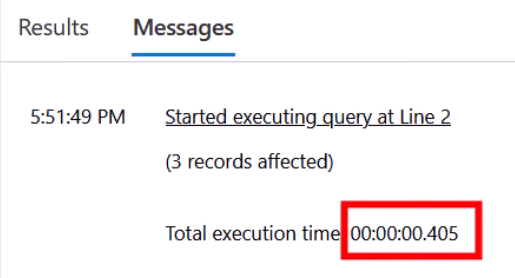 Results Messages
5:51:49 PM Started executing query at Line 2
(3 records affected)
Total execution time 00:00:00.405